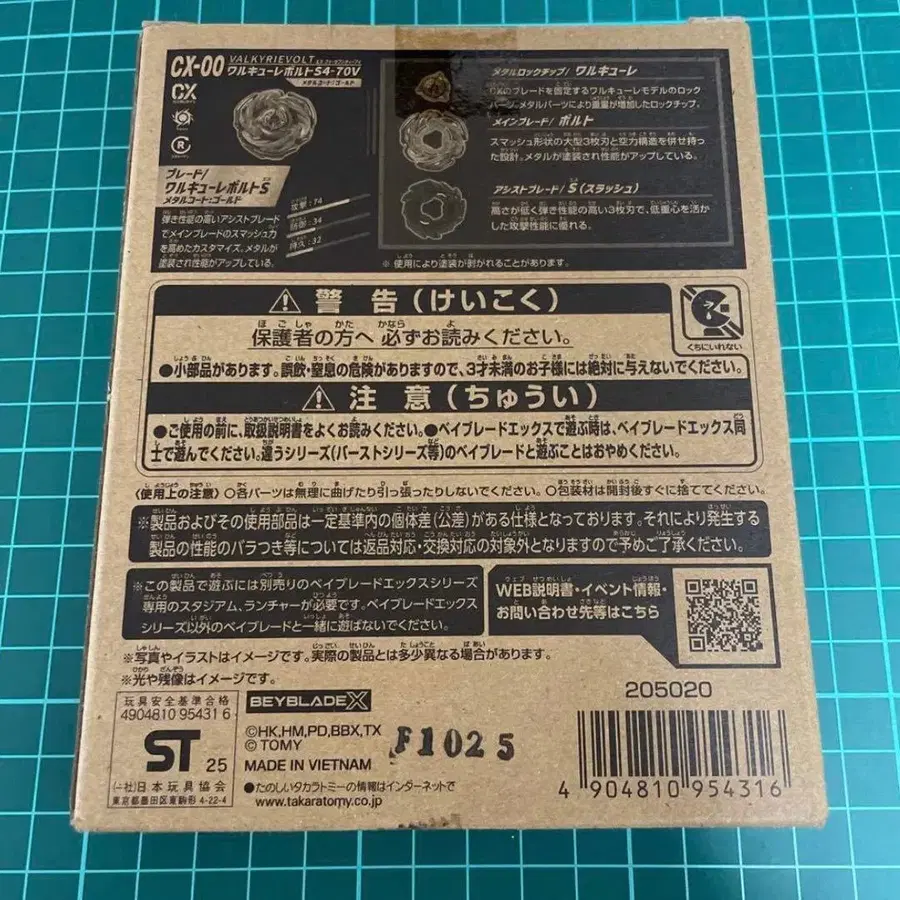 CX-00
VALKYRIEVOLT
ワルキューレボルトS4-70V
メタルコート:ゴールド
CX
R
ブレード/
ワルキューレボルトS
メタルコート:ゴールド
攻撃:74
防御:34
持久:32
弾き性能の高いアシストブレード
でメインブレードのスマッシュ力
を高めたカスタマイズ。メタルが
塗装され性能がアップしている。
メタルロックチップ/ ワルキューレ
CXのブレードを固定するワルキューレモデルのロック
パーツ。メタルパーツにより重量が増加したロックチップ。
メインブレード/ ボルト
スマッシュ形状の大型3枚刃と空力構造を併せ持っ
た設計。メタルが塗装され性能がアップしている。
アシストブレード/ S(スラッシュ)
高さが低く弾き性能の高い3枚刃で、低重心を活か
した攻撃性能に優れる。
※使用により塗装が剥がれることがあります。
警告(けいこく)
保護者の方へ 必ずお読みください。
●小部品があります。誤飲・窒息の危険がありますので、3才未満のお子様には絶対に与えないでください。
くちにいれない
注意(ちゅうい)
●ご使用の前に、取扱説明書をよくお読みください。●ベイブレードエックスで遊ぶ時は、ベイブレードエックス同
士で遊んでください。違うシリーズ(バーストシリーズ等)のベイブレードと遊ぶことはおやめください。
〈使用上の注意〉○各パーツは無理に曲げたり引っ張ったりしないでください。○包装材は開封後すぐに捨ててください。
※製品およびその使用部品は一定基準内の個体差(公差)がある仕様となっております。それにより発生する
製品の性能のバラつき等については返品対応・交換対応の対象外となりますので予めご了承ください。
※この製品で遊ぶには別売りのベイブレードエックスシリーズ
専用のスタジアム、ランチャーが必要です。ベイブレードエックス
シリーズ以外のベイブレードと一緒に遊ばないでください。
WEB説明書・イベント情報・
お問い合わせ先等はこちら
※写真やイラストはイメージです。実際の製品とは多少異なる場合があります。
※光や残像はイメージです。
玩具安全基準合格
4904810 95431 6
ST 25
(一社)日本玩具協会
東京都墨田区東駒形 4-22-4
BEYBLADE X
©HK,HM,PD,BBX,TX
© TOMY
MADE IN VIETNAM
F1025
●たのしいタカラトミーの情報はインターネットで
www.takaratomy.co.jp
205020
4 904810 954316